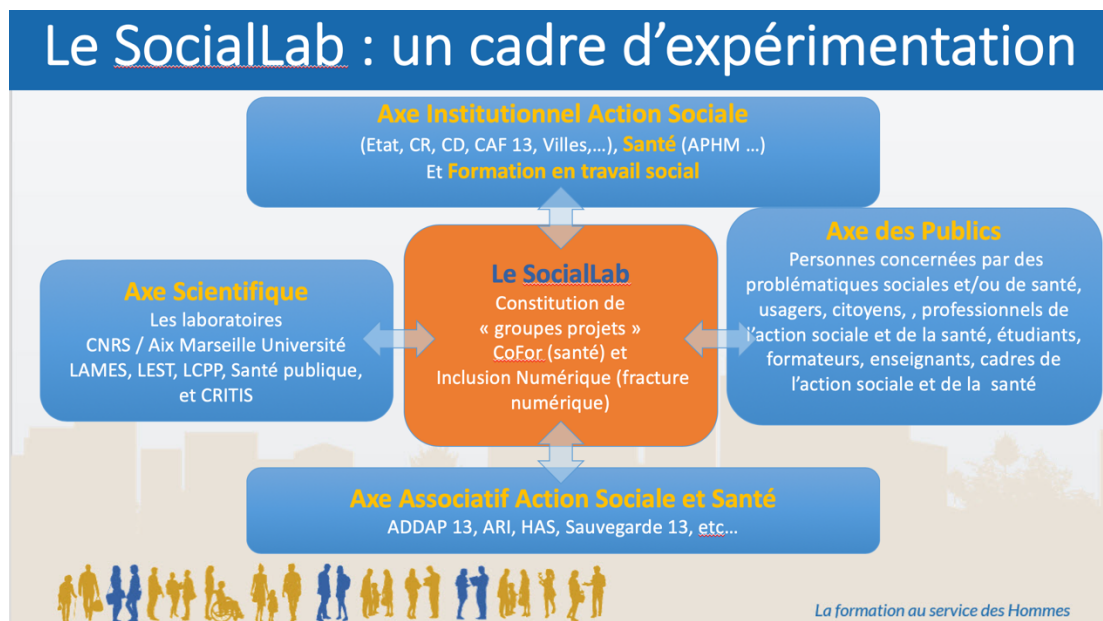 Le SocialLab : un cadre d’expérimentation
Axe Institutionnel Action Sociale
(Etat, CR, CD, CAF 13, Villes,…), Santé (APHM …)
Et Formation en travail social
Axe Scientifique
Les laboratoires
CNRS / Aix Marseille Université
LAMES, LEST, LCPP, Santé publique,
et CRITIS
Le SocialLab
Constitution de
« groupes projets »
CoFor (santé) et
Inclusion Numérique (fracture
numérique)
Axe des Publics
Personnes concernées par des
problématiques sociales et/ou de santé,
usagers, citoyens, , professionnels de
l’action sociale et de la santé, étudiants,
formateurs, enseignants, cadres de
l’action sociale et de la santé
Axe Associatif Action Sociale et Santé
ADDAP 13, ARI, HAS, Sauvegarde 13, etc…
La formation au service des Hommes